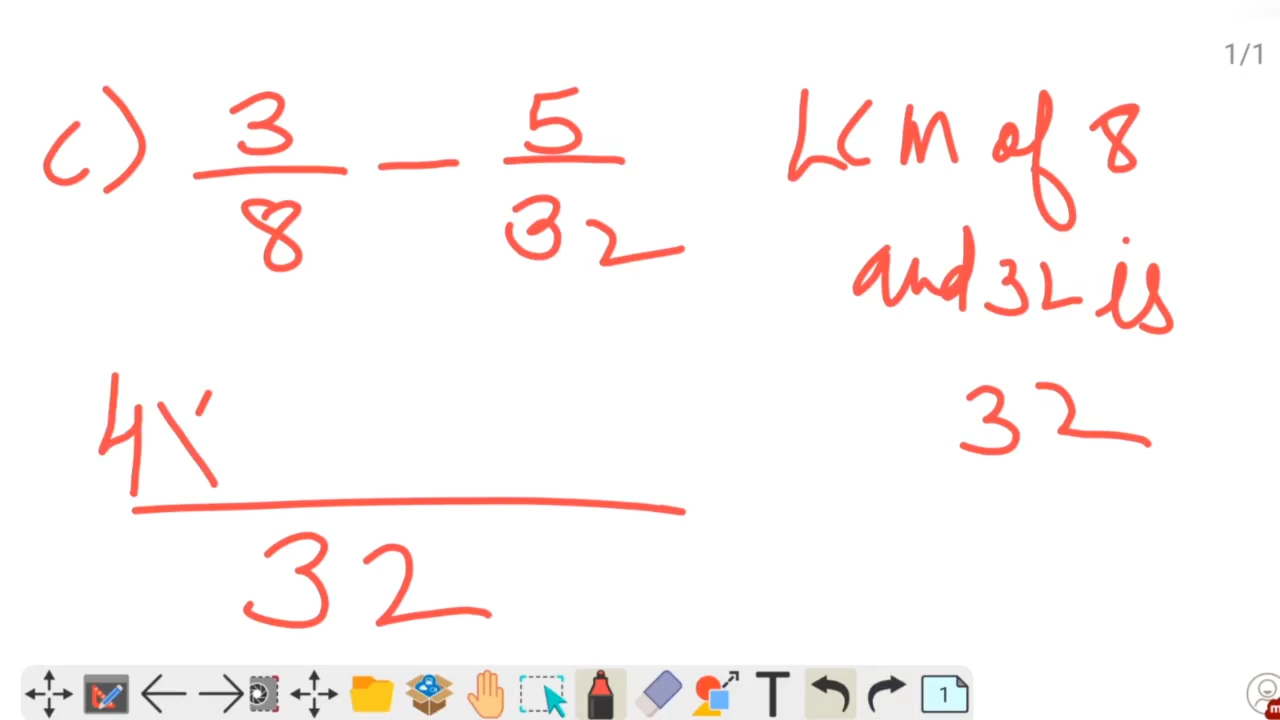 1/1
c) 3/8 - 5/32
LCM of 8
and 32 is
32
4×
32
T
1
m